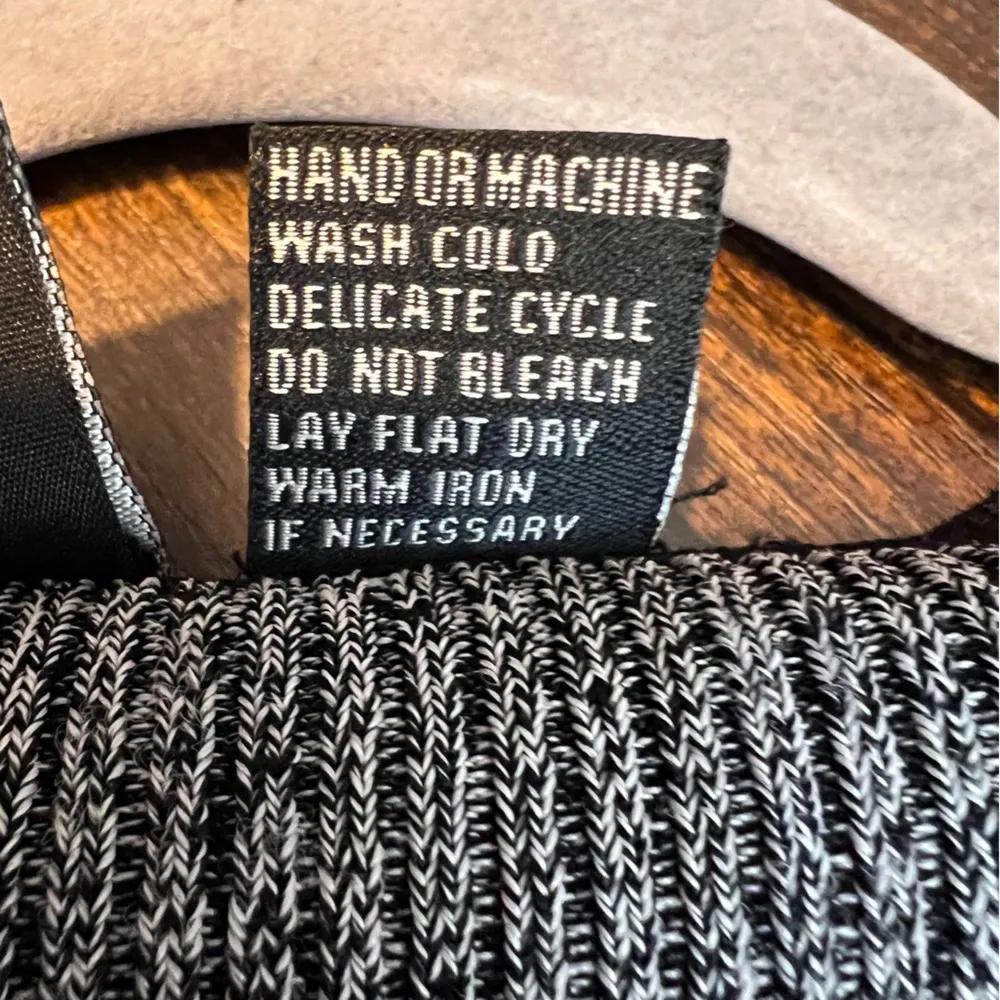 HAND OR MACHINE
WASH COLD
DELICATE CYCLE
DO NOT BLEACH
LAY FLAT DRY
WARM IRON
IF NECESSARY